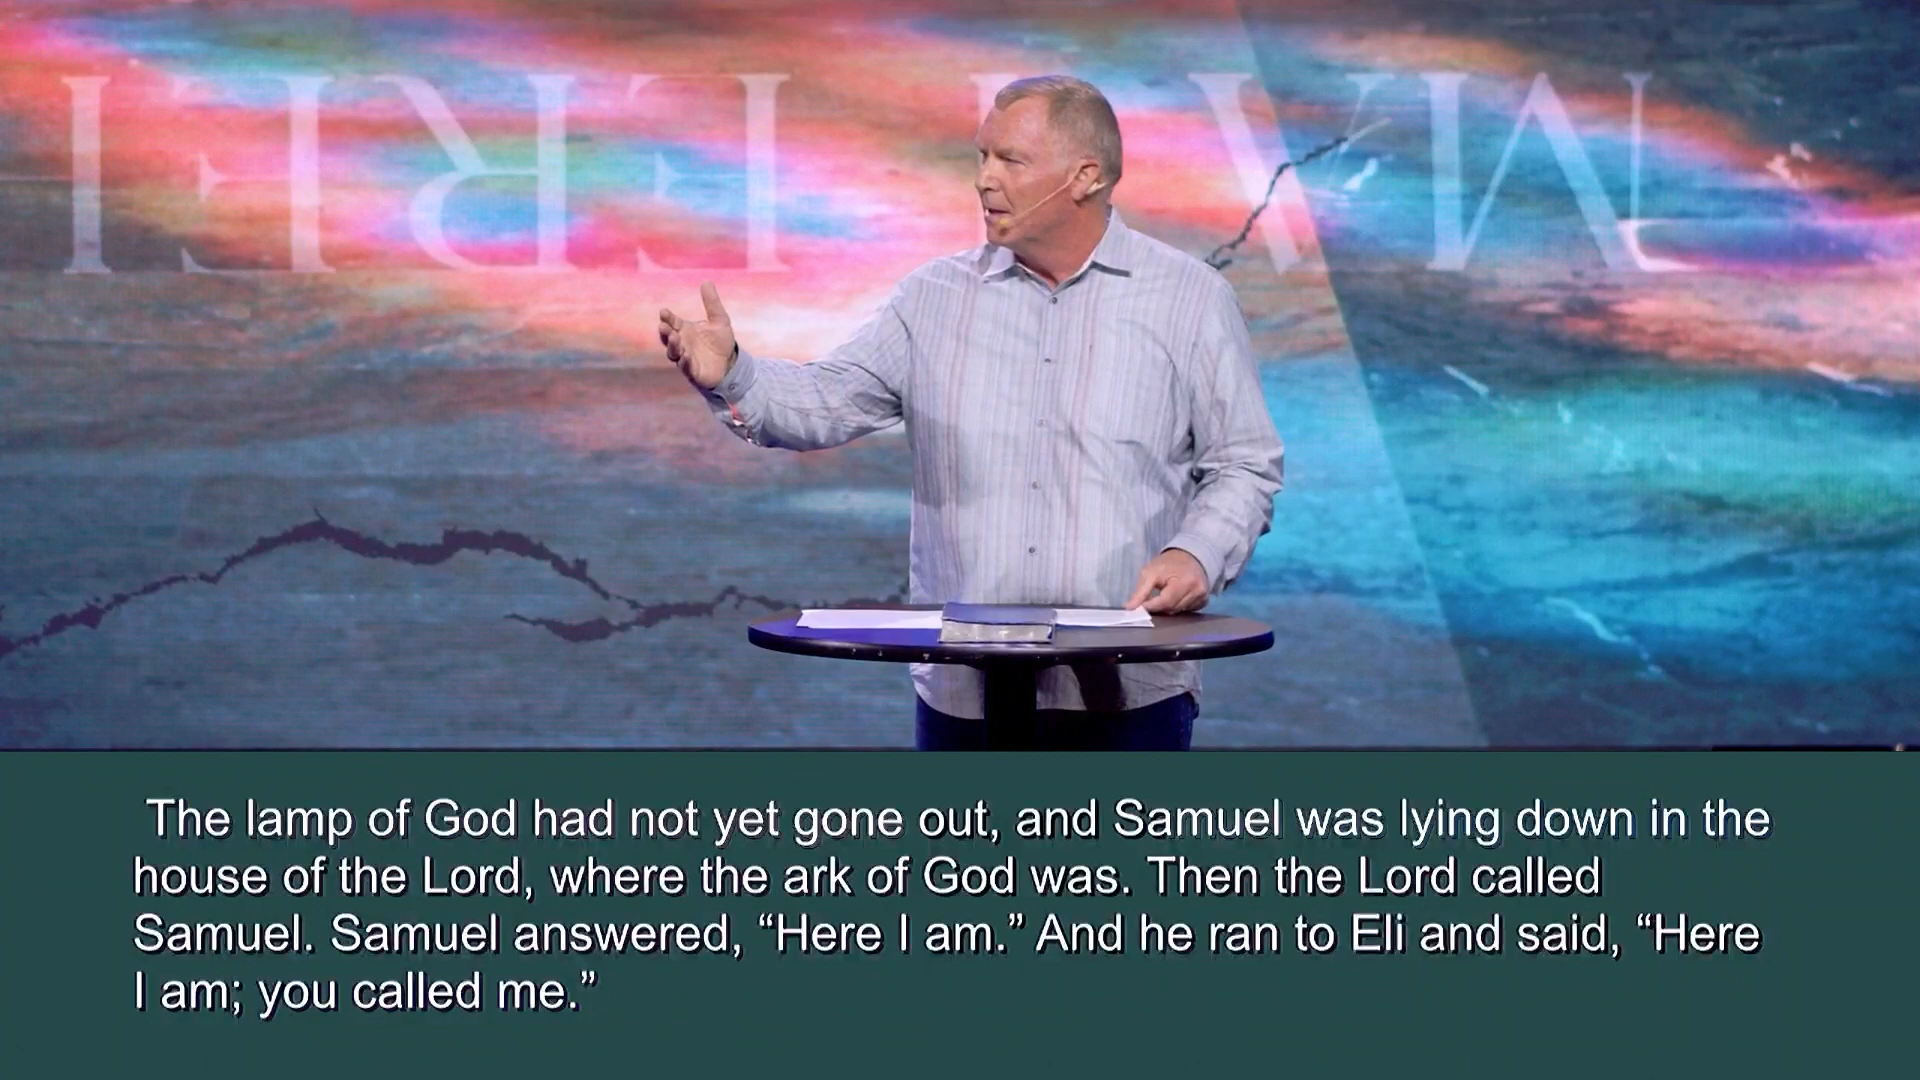 The lamp of God had not yet gone out, and Samuel was lying down in the
house of the Lord, where the ark of God was. Then the Lord called
Samuel. Samuel answered, “Here I am.” And he ran to Eli and said, “Here
I am; you called me.”